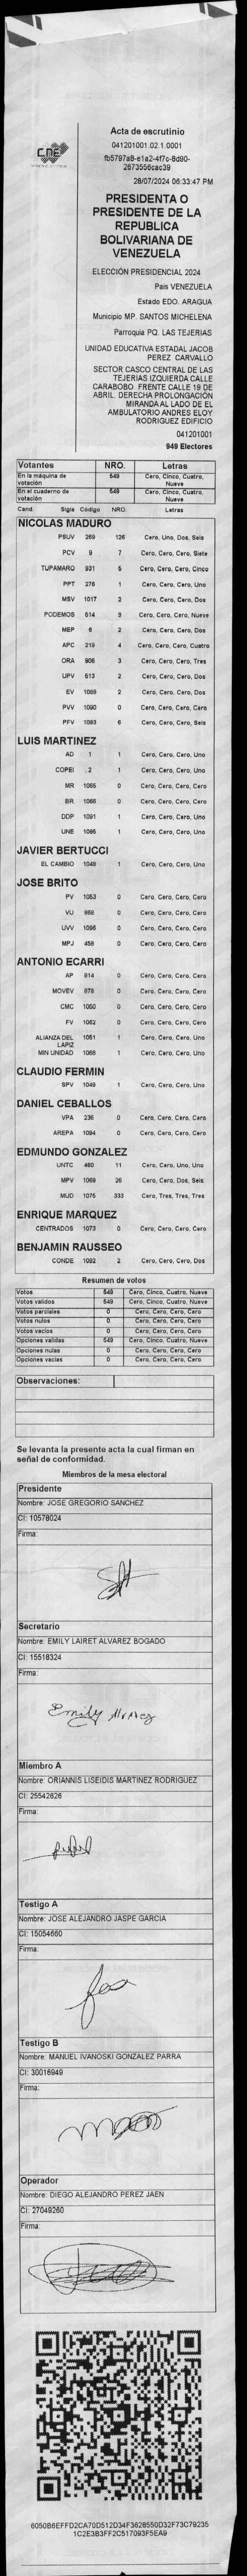 CNE
Acta de escrutinio
041201001.02.1.0001
fb5797a8-e1a2-4f7c-8d90-
2673556cac39
28/07/2024 06:33:47 PM
PRESIDENTA O
PRESIDENTE DE LA
REPUBLICA
BOLIVARIANA DE
VENEZUELA
ELECCIÓN PRESIDENCIAL 2024
País VENEZUELA
Estado EDO. ARAGUA
Municipio MP. SANTOS MICHELENA
Parroquia PQ. LAS TEJERIAS
UNIDAD EDUCATIVA ESTADAL JACOB
PEREZ CARVALLO
SECTOR CASCO CENTRAL DE LAS
TEJERIAS IZQUIERDA CALLE
CARABOBO. FRENTE CALLE 19 DE
ABRIL. DERECHA PROLONGACIÓN
MIRANDA AL LADO DE EL
AMBULATORIO ANDRES ELOY
RODRIGUEZ EDIFICIO
041201001
949 Electores
Votantes NRO. Letras
En la máquina de votación 549 Cero, Cinco, Cuatro, Nueve
En el cuaderno de votación 549 Cero, Cinco, Cuatro, Nueve
Cand. Sigla Código NRO. Letras
NICOLAS MADURO
PSUV 269 126 Cero, Uno, Dos, Seis
PCV 9 7 Cero, Cero, Cero, Siete
TUPAMARO 931 5 Cero, Cero, Cero, Cinco
PPT 276 1 Cero, Cero, Cero, Uno
MSV 1017 2 Cero, Cero, Cero, Dos
PODEMOS 514 9 Cero, Cero, Cero, Nueve
MEP 6 2 Cero, Cero, Cero, Dos
APC 219 4 Cero, Cero, Cero, Cuatro
ORA 906 3 Cero, Cero, Cero, Tres
UPV 513 2 Cero, Cero, Cero, Dos
EV 1089 2 Cero, Cero, Cero, Dos
PVV 1090 0 Cero, Cero, Cero, Cero
PFV 1093 6 Cero, Cero, Cero, Seis
LUIS MARTINEZ
AD 1 1 Cero, Cero, Cero, Uno
COPEI 2 1 Cero, Cero, Cero, Uno
MR 1065 0 Cero, Cero, Cero, Cero
BR 1066 0 Cero, Cero, Cero, Cero
DDP 1091 1 Cero, Cero, Cero, Uno
UNE 1095 1 Cero, Cero, Cero, Uno
JAVIER BERTUCCI
EL CAMBIO 1048 1 Cero, Cero, Cero, Uno
JOSE BRITO
PV 1053 0 Cero, Cero, Cero, Cero
VU 868 0 Cero, Cero, Cero, Cero
UVV 1096 0 Cero, Cero, Cero, Cero
MPJ 458 0 Cero, Cero, Cero, Cero
ANTONIO ECARRI
AP 914 0 Cero, Cero, Cero, Cero
MOVEV 878 0 Cero, Cero, Cero, Cero
CMC 1050 0 Cero, Cero, Cero, Cero
FV 1062 0 Cero, Cero, Cero, Cero
ALIANZA DEL LAPIZ 1051 1 Cero, Cero, Cero, Uno
MIN UNIDAD 1068 1 Cero, Cero, Cero, Uno
CLAUDIO FERMIN
SPV 1049 1 Cero, Cero, Cero, Uno
DANIEL CEBALLOS
VPA 236 0 Cero, Cero, Cero, Cero
AREPA 1094 0 Cero, Cero, Cero, Cero
EDMUNDO GONZALEZ
UNTC 460 11 Cero, Cero, Uno, Uno
MPV 1069 26 Cero, Cero, Dos, Seis
MUD 1075 333 Cero, Tres, Tres, Tres
ENRIQUE MARQUEZ
CENTRADOS 1073 0 Cero, Cero, Cero, Cero
BENJAMIN RAUSSEO
CONDE 1092 2 Cero, Cero, Cero, Dos
Resumen de votos
Votos 549 Cero, Cinco, Cuatro, Nueve
Votos validos 549 Cero, Cinco, Cuatro, Nueve
Votos parciales 0 Cero, Cero, Cero, Cero
Votos nulos 0 Cero, Cero, Cero, Cero
Votos vacíos 0 Cero, Cero, Cero, Cero
Opciones validas 549 Cero, Cinco, Cuatro, Nueve
Opciones nulas 0 Cero, Cero, Cero, Cero
Opciones vacias 0 Cero, Cero, Cero, Cero
Observaciones:
Se levanta la presente acta la cual firman en
señal de conformidad.
Miembros de la mesa electoral
Presidente
Nombre: JOSE GREGORIO SANCHEZ
CI: 10578024
Firma:
Secretario
Nombre: EMILY LAIRET ALVAREZ BOGADO
CI: 15518324
Firma:
Emily Alvarez
Miembro A
Nombre: ORIANNIS LISEIDIS MARTINEZ RODRIGUEZ
CI: 25542626
Firma:
Testigo A
Nombre: JOSE ALEJANDRO JASPE GARCIA
CI: 15054660
Firma:
Testigo B
Nombre: MANUEL IVANOSKI GONZALEZ PARRA
CI: 30016949
Firma:
Operador
Nombre: DIEGO ALEJANDRO PEREZ JAEN
CI: 27049260
Firma:
6050B6EFFD2CA70D512D34F3628550D32F73C79235
1C2E3B3FF2C517093F5EA9